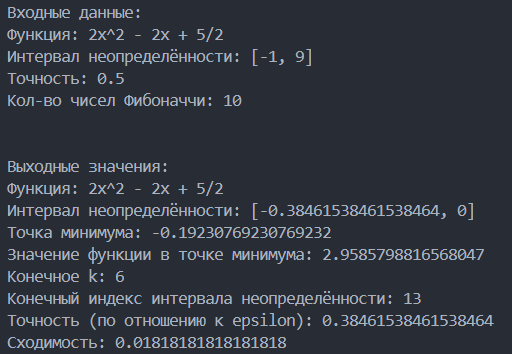 Входные данные:
Функция: 2x^2 - 2x + 5/2
Интервал неопределённости: [-1, 9]
Точность: 0.5
Кол-во чисел Фибоначчи: 10
Выходные значения:
Функция: 2x^2 - 2x + 5/2
Интервал неопределённости: [-0.38461538461538464, 0]
Точка минимума: -0.19230769230769232
Значение функции в точке минимума: 2.9585798816568047
Конечное k: 6
Конечный индекс интервала неопределённости: 13
Точность (по отношению к epsilon): 0.38461538461538464
Сходимость: 0.01818181818181818